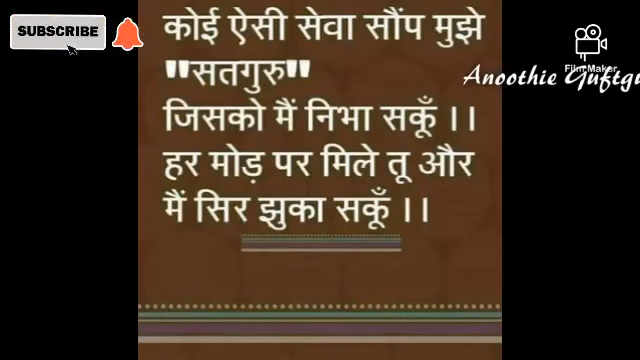 SUBSCRIBE
कोई ऐसी सेवा सौंप मुझे
"सतगुरु"
जिसको मैं निभा सकूँ ।।
हर मोड़ पर मिले तू और
मैं सिर झुका सकूँ ।।
Film Maker
Anoothie Guftgu